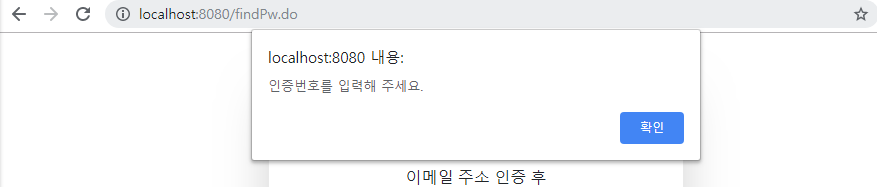 localhost:8080/findPw.do
localhost:8080 내용:
인증번호를 입력해 주세요.
확인
이메일 주소 인증 후